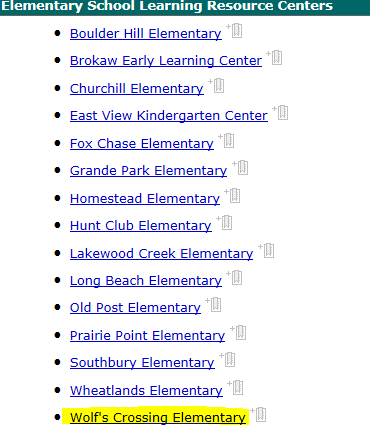 Elementary School Learning Resource Centers
Boulder Hill Elementary
Brokaw Early Learning Center
Churchill Elementary
East View Kindergarten Center
Fox Chase Elementary
Grande Park Elementary
Homestead Elementary
Hunt Club Elementary
Lakewood Creek Elementary
Long Beach Elementary
Old Post Elementary
Prairie Point Elementary
Southbury Elementary
Wheatlands Elementary
Wolf's Crossing Elementary